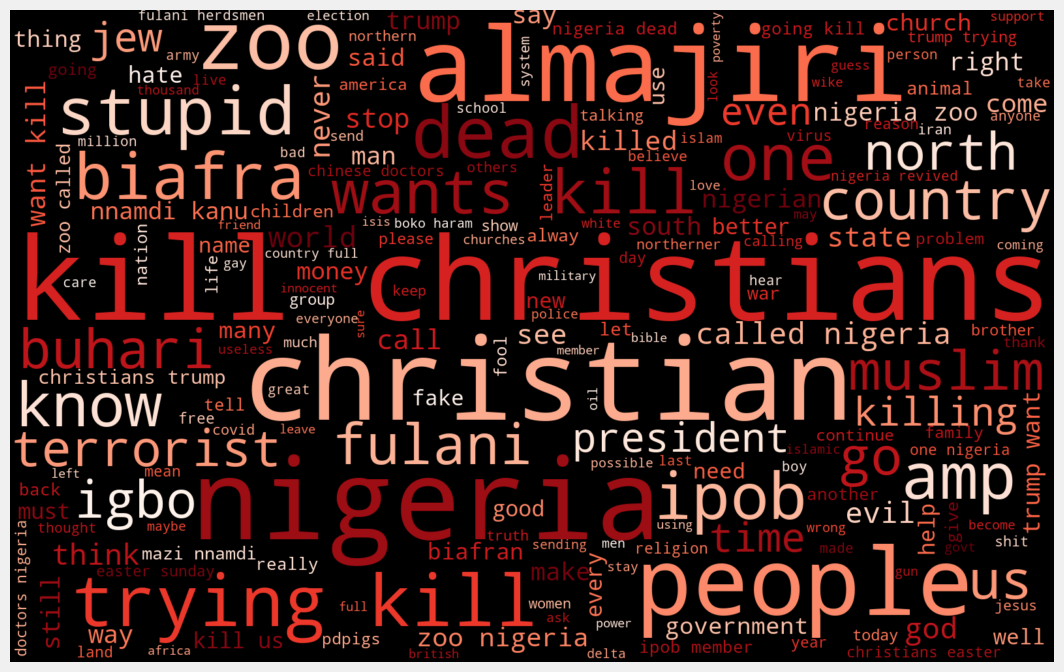 fulani herdsmen
election
trump
say
nigeria dead
going kill
church
support
thing
jew
zoo
army
northern
said
almajiri
system
use
poverty
look
person
trump trying
right
going
hate
live
thousand
america
guess
wike
animal
take
want kill
stupid
never
stop
school
talking
even
nigeria zoo
come
anyone
million
send
dead
killed
islam
virus
reason
iran
bad
man
chinese doctors
others
believe
one
north
zoo called
biafra
wants
kill
leader
love
nigerian
may
nigeria revived
country
nnamdi kanu
children
isis
boko haram
show
white
south
better
friend
world
please
churches
alway
northerner
calling
state
problem
coming
nation
name
life
gay
country full
day
kill
christians
care
money
military
hear
war
innocent
group
keep
new
police
everyone
sure
buhari
many
useless
much
call
see
let
bible
called nigeria
brother
thank
fool
member
christians trump
christian
great
fake
oil
muslim
know
tell
free
covid
leave
president
killing
trump want
terrorist
fulani
islamic
continue
family
go
one nigeria
left
mean
possible
last
need
boy
another
amp
back
must
igbo
nigeria
good
ipob
evil
help
give
become
thought
maybe
truth
using
wrong
govt
shit
doctors nigeria
think
mazi nnamdi
really
biafran
sending
men
religion
time
made
easter sunday
make
every
stay
gun
still
trying kill
full
women
ask
people
us
jesus
way
kill us
pdpigs
zoo nigeria
power
government
today
god
well
land
africa
british
delta
ipob member
year
christians easter